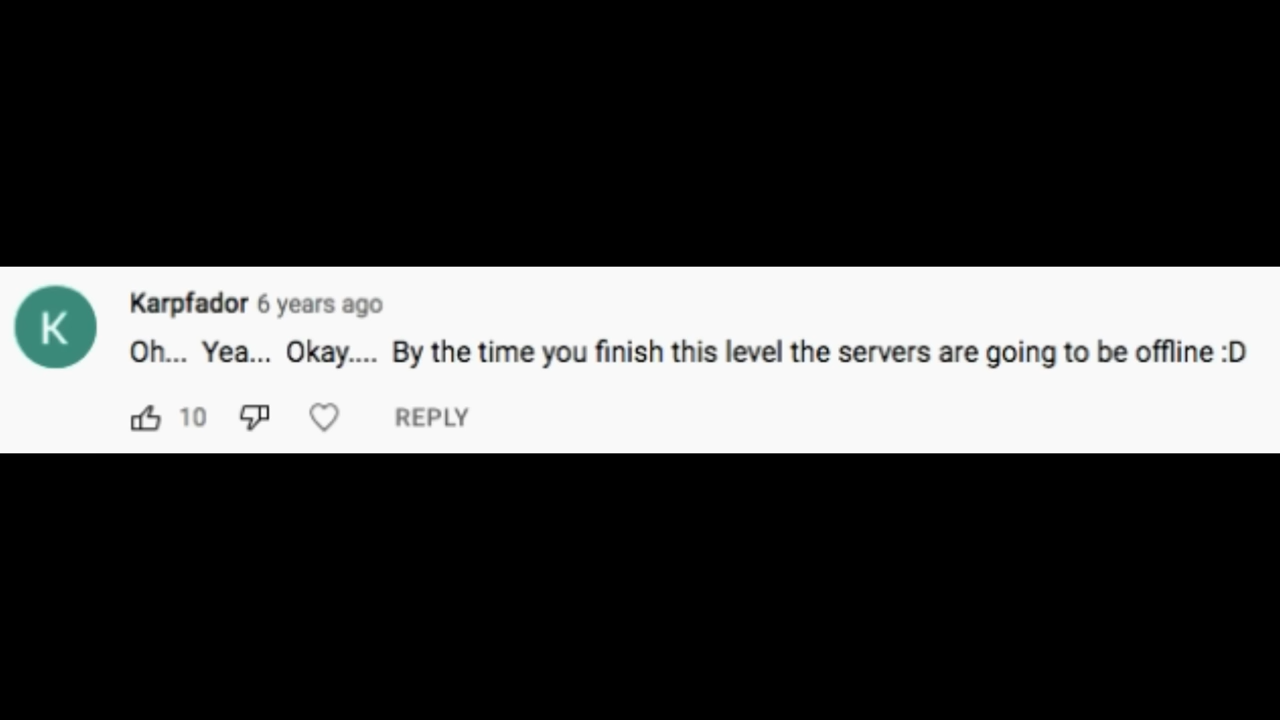 K
Karpfador 6 years ago
Oh... Yea... Okay.... By the time you finish this level the servers are going to be offline :D
10 REPLY